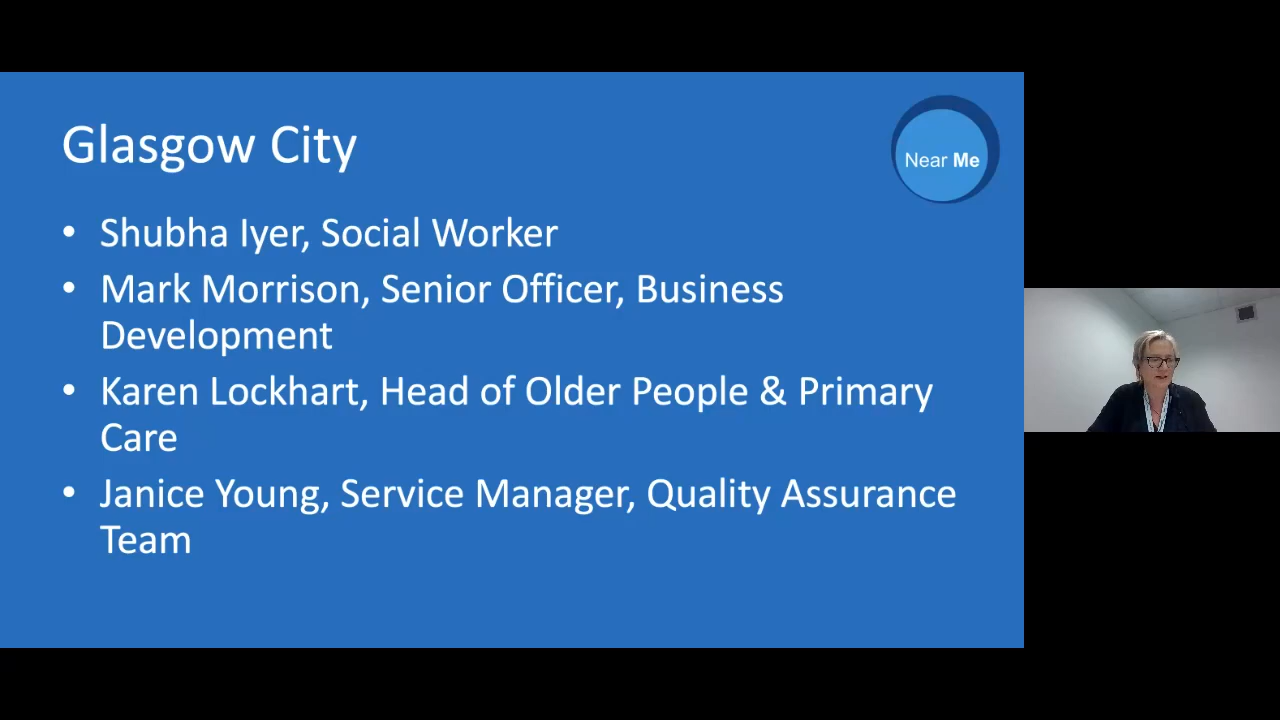 Glasgow City
Near Me
• Shubha Iyer, Social Worker
• Mark Morrison, Senior Officer, Business
Development
• Karen Lockhart, Head of Older People & Primary
Care
• Janice Young, Service Manager, Quality Assurance
Team